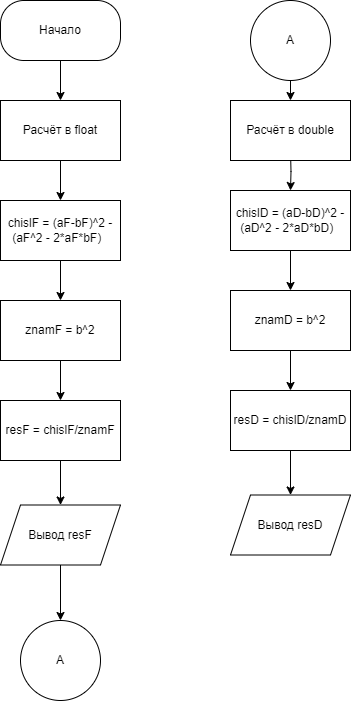 Начало
Расчёт в float
chislF = (aF-bF)^2 -
(aF^2 - 2*aF*bF)
znamF = b^2
resF = chislF/znamF
Вывод resF
A
A
Расчёт в double
chislD = (aD-bD)^2 -
(aD^2 - 2*aD*bD)
znamD = b^2
resD = chislD/znamD
Вывод resD